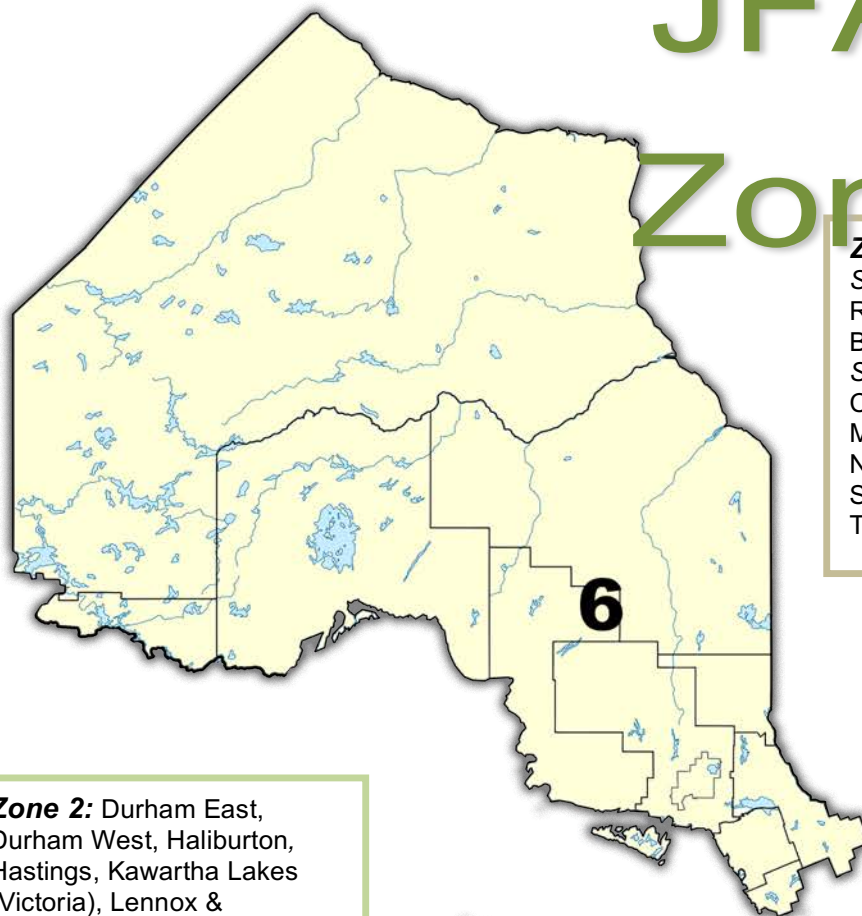 JFA
Zon
Z
S
R
B
S
C
M
N
S
T
6
Zone 2: Durham East,
Durham West, Haliburton,
Hastings, Kawartha Lakes
Victoria), Lennox &